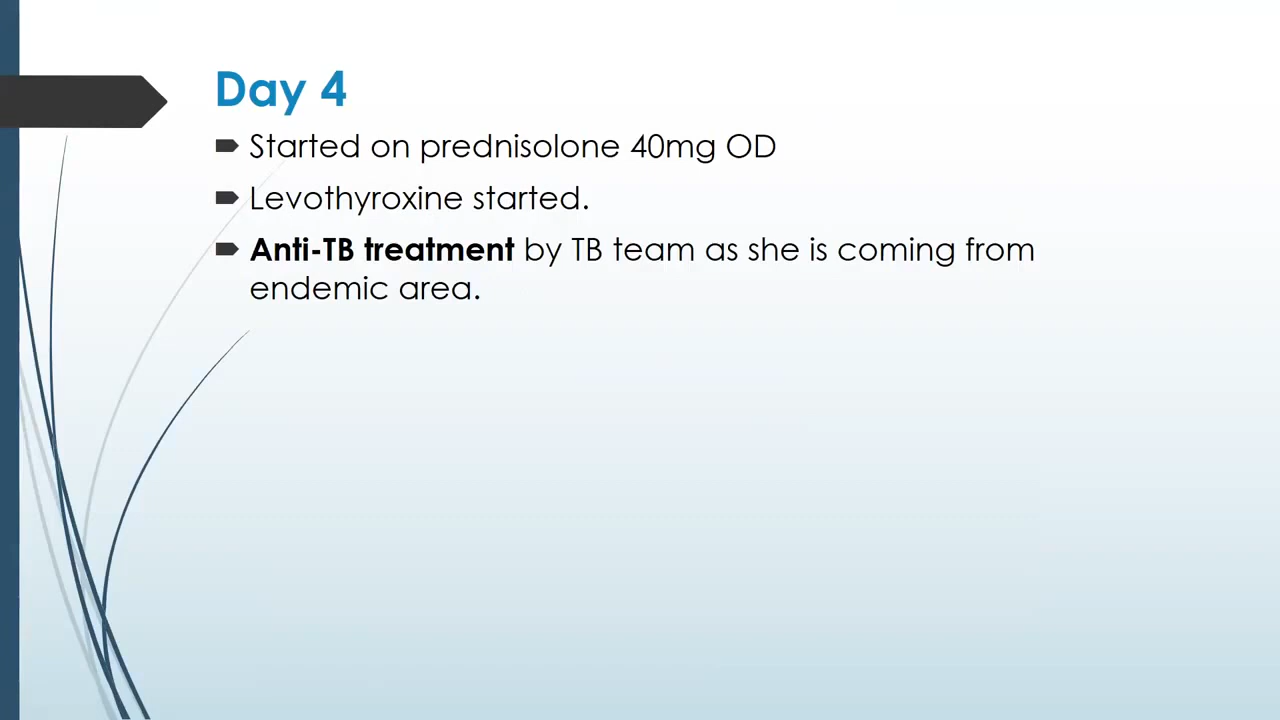 Day 4
Started on prednisolone 40mg OD
Levothyroxine started.
Anti-TB treatment by TB team as she is coming from
endemic area.